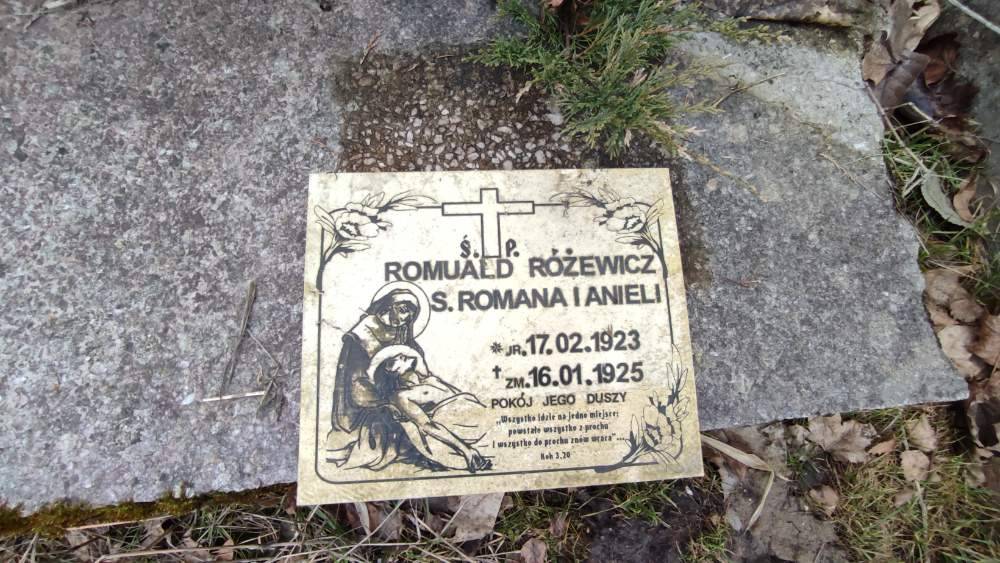 Ś. P.
ROMUALD RÓŻEWICZ
S. ROMANA I ANIELI
* JR. 17.02.1923
† ZM. 16.01.1925
POKÓJ JEGO DUSZY
„Wszystko idzie na jedno miejsce:
powstało wszystko z prochu
i wszystko do prochu znów wraca"...
Koh 3,20